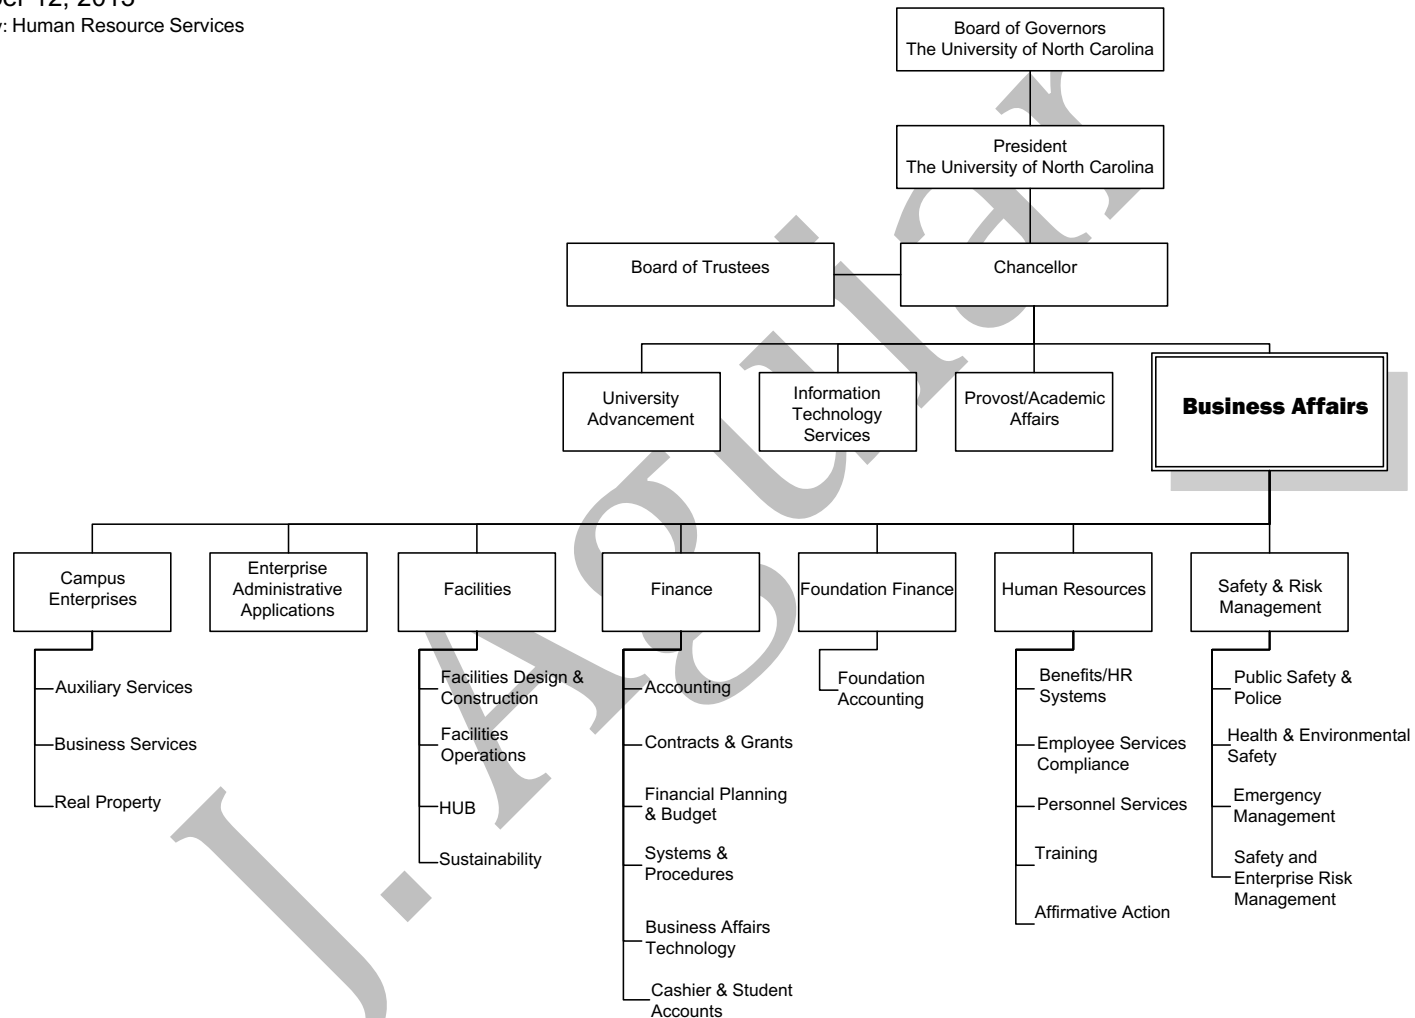 2015
Human Resource Services
Board of Governors
The University of North Carolina
President
The University of North Carolina
Board of Trustees
Chancellor
University
Advancement
Information
Technology
Services
Provost/Academic
Affairs
Business Affairs
Campus
Enterprises
Enterprise
Administrative
Applications
Facilities
Finance
Foundation Finance
Human Resources
Safety & Risk
Management
Auxiliary Services
Business Services
Real Property
Facilities Design &
Construction
Facilities
Operations
HUB
Sustainability
Accounting
Contracts & Grants
Financial Planning
& Budget
Systems &
Procedures
Business Affairs
Technology
Cashier & Student
Accounts
Foundation
Accounting
Benefits/HR
Systems
Employee Services
Compliance
Personnel Services
Training
Affirmative Action
Public Safety &
Police
Health & Environmental
Safety
Emergency
Management
Safety and
Enterprise Risk
Management
J. Aguilar